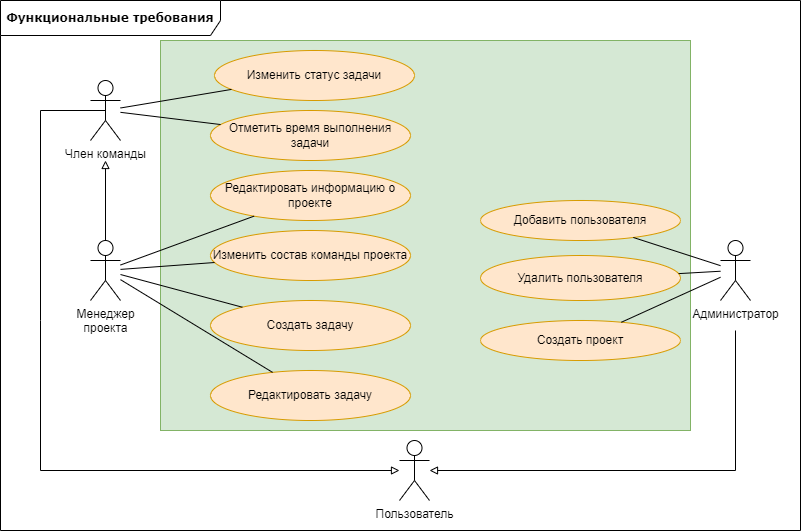 Функциональные требования
Изменить статус задачи
Отметить время выполнения
задачи
Член команды
Редактировать информацию о
проекте
Добавить пользователя
Изменить состав команды проекта
Удалить пользователя
Менеджер
проекта
Администратор
Создать задачу
Создать проект
Редактировать задачу
Пользователь